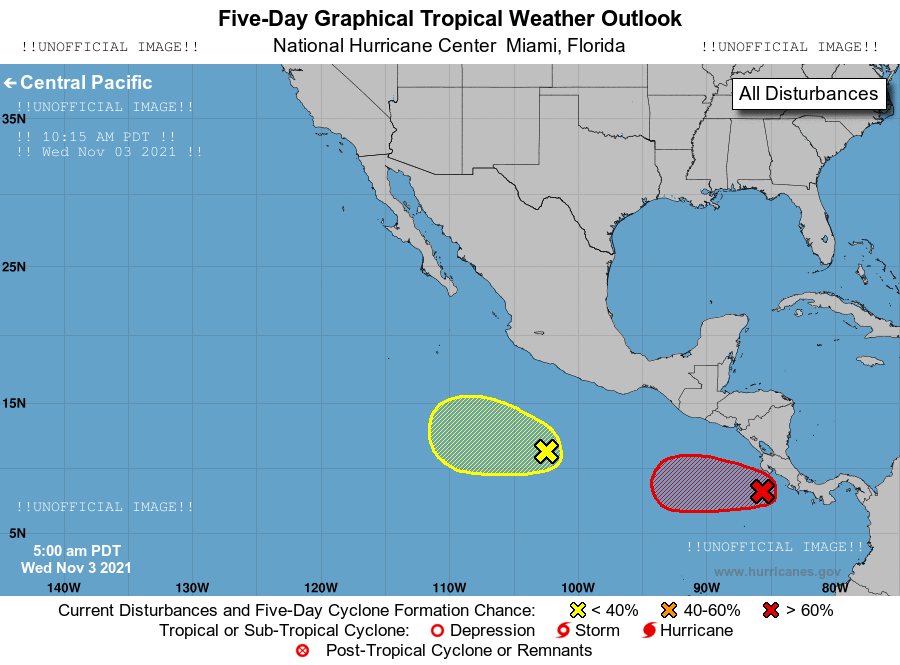 Five-Day Graphical Tropical Weather Outlook
!!UNOFFICIAL IMAGE!! National Hurricane Center Miami, Florida !!UNOFFICIAL IMAGE!!
← Central Pacific
All Disturbances
!!UNOFFICIAL IMAGE!!
35N
!! 10:15 AM PDT !!
!! Wed Nov 03 2021 !!
25N
15N
!!UNOFFICIAL IMAGE!!
5N
!!UNOFFICIAL IMAGE!!
5:00 am PDT
Wed Nov 3 2021
www.hurricanes.gov
140W 130W 120W 110W 100W 90W 80W
Current Disturbances and Five-Day Cyclone Formation Chance: < 40% 40-60% > 60%
Tropical or Sub-Tropical Cyclone: Depression Storm Hurricane
Post-Tropical Cyclone or Remnants